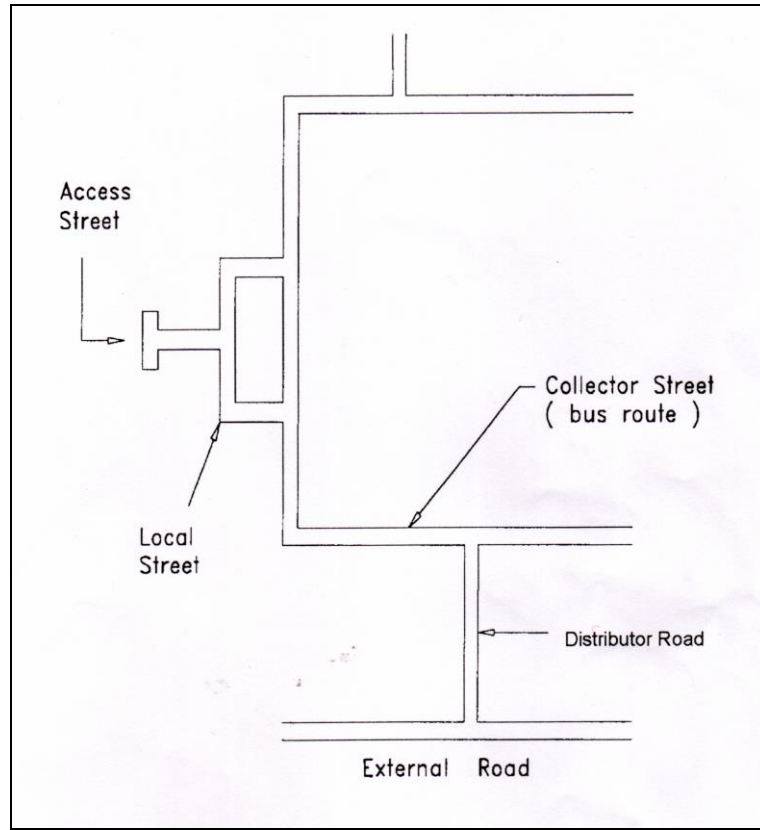 Access
Street
Collector Street
( bus route )
Local
Street
Distributor Road
External Road